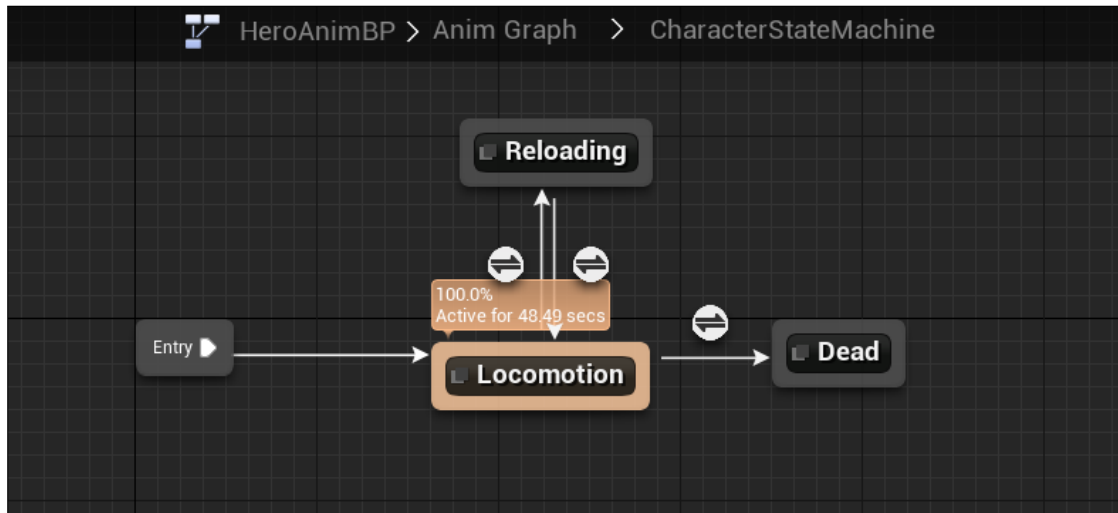 HeroAnimBP > Anim Graph > CharacterStateMachine
Reloading
100.0%
Active for 48.49 secs
Entry
Locomotion
Dead